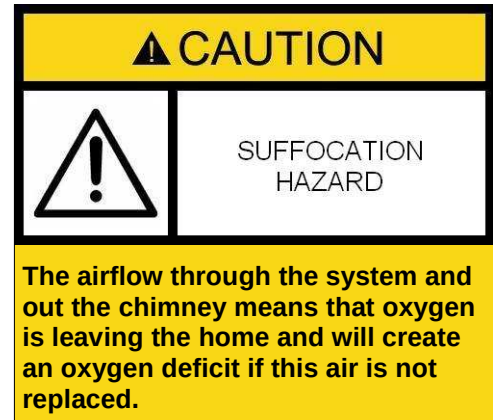 CAUTION
SUFFOCATION
HAZARD
The airflow through the system and
out the chimney means that oxygen
is leaving the home and will create
an oxygen deficit if this air is not
replaced.